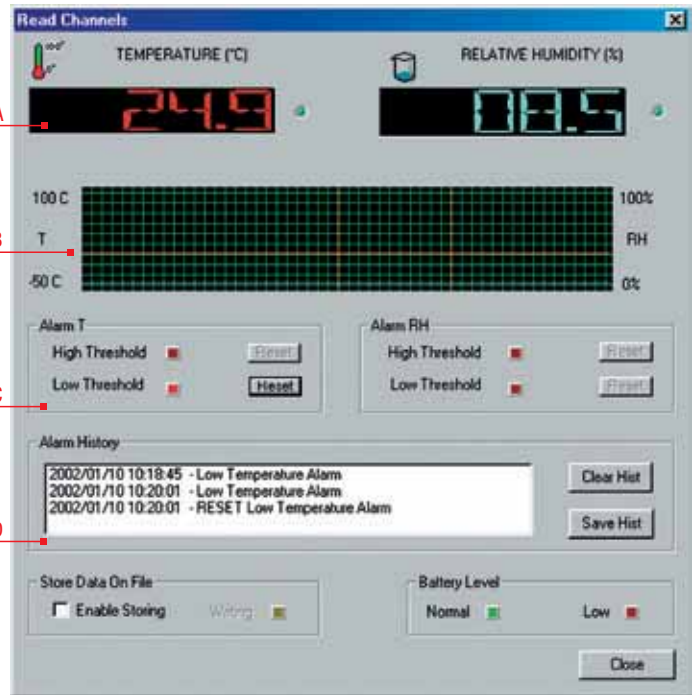 Read Channels
100°
0°
TEMPERATURE (°C)
RELATIVE HUMIDITY (%)
A
24.9
08.5
100 C
100%
B
T
RH
-50 C
0%
Alarm T
Alarm RH
High Threshold
Reset
High Threshold
Reset
Low Threshold
Reset
Low Threshold
Reset
C
Alarm History
2002/01/10 10:18:45 - Low Temperature Alarm
2002/01/10 10:20:01 - Low Temperature Alarm
2002/01/10 10:20:01 - RESET Low Temperature Alarm
Clear Hist
Save Hist
D
Store Data On File
Battery Level
Enable Storing
Writing
Normal
Low
Close